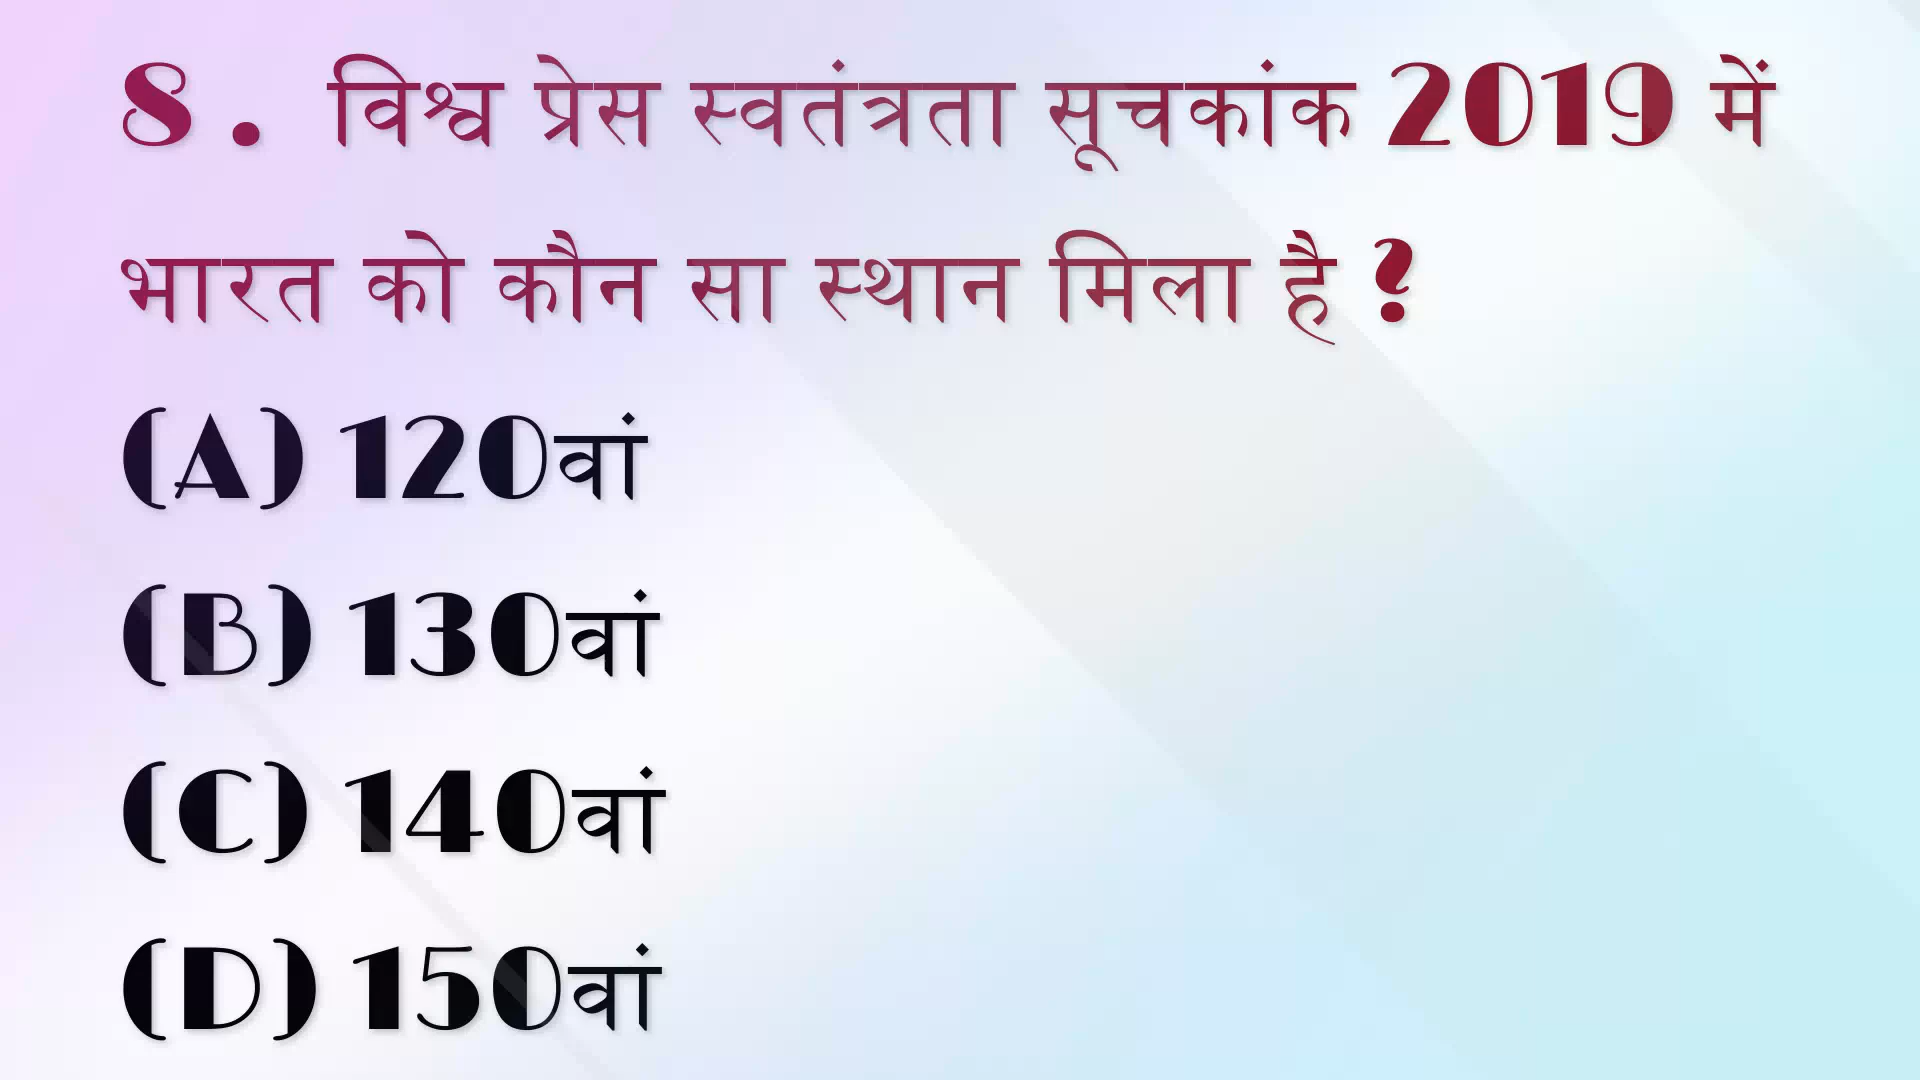 8. विश्व प्रेस स्वतंत्रता सूचकांक 2019 में
भारत को कौन सा स्थान मिला है ?
(A) 120वां
(B) 130वां
(C) 140वां
(D) 150वां